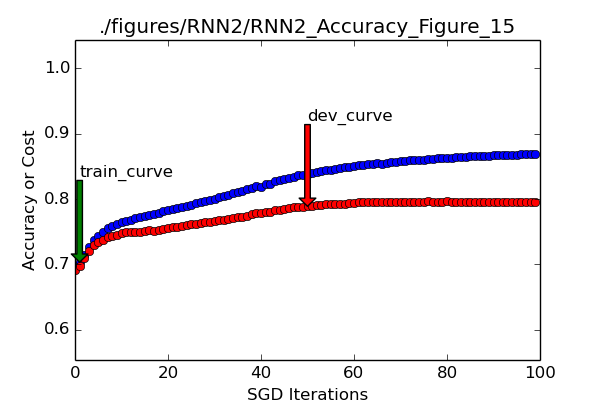 ./figures/RNN2/RNN2_Accuracy_Figure_15
1.0
dev_curve
0.9
train_curve
0.8
0.7
0.6
Accuracy or Cost
0 20 40 60 80 100
SGD Iterations